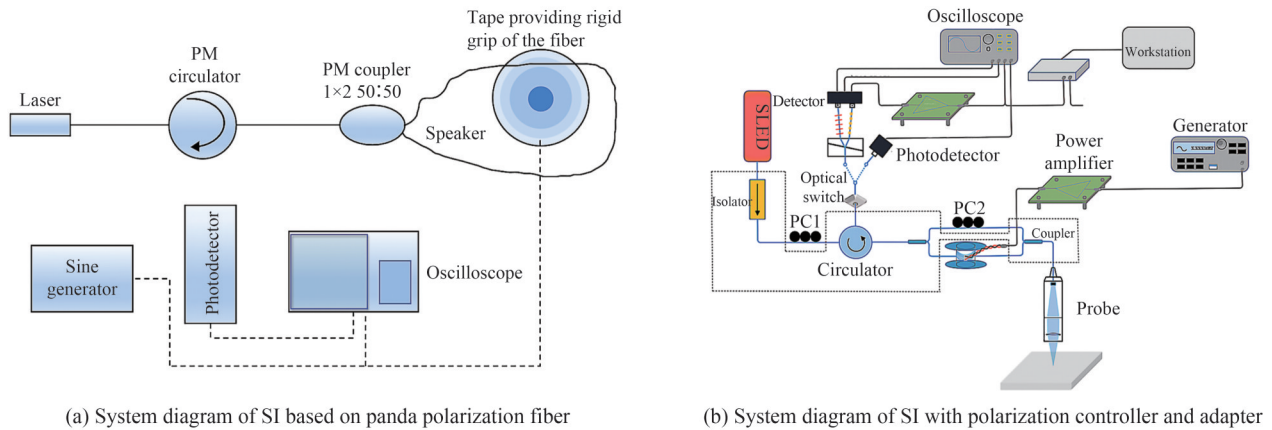 Tape providing rigid
grip of the fiber
PM
circulator
PM coupler
1×2 50∶50
Laser
Speaker
Sine
generator
Photodetector
Oscilloscope
(a) System diagram of SI based on panda polarization fiber
Oscilloscope
Workstation
SLED
Detector
Generator
Power
amplifier
Photodetector
Optical
switch
Isolator
PC1
PC2
Coupler
Circulator
Probe
(b) System diagram of SI with polarization controller and adapter